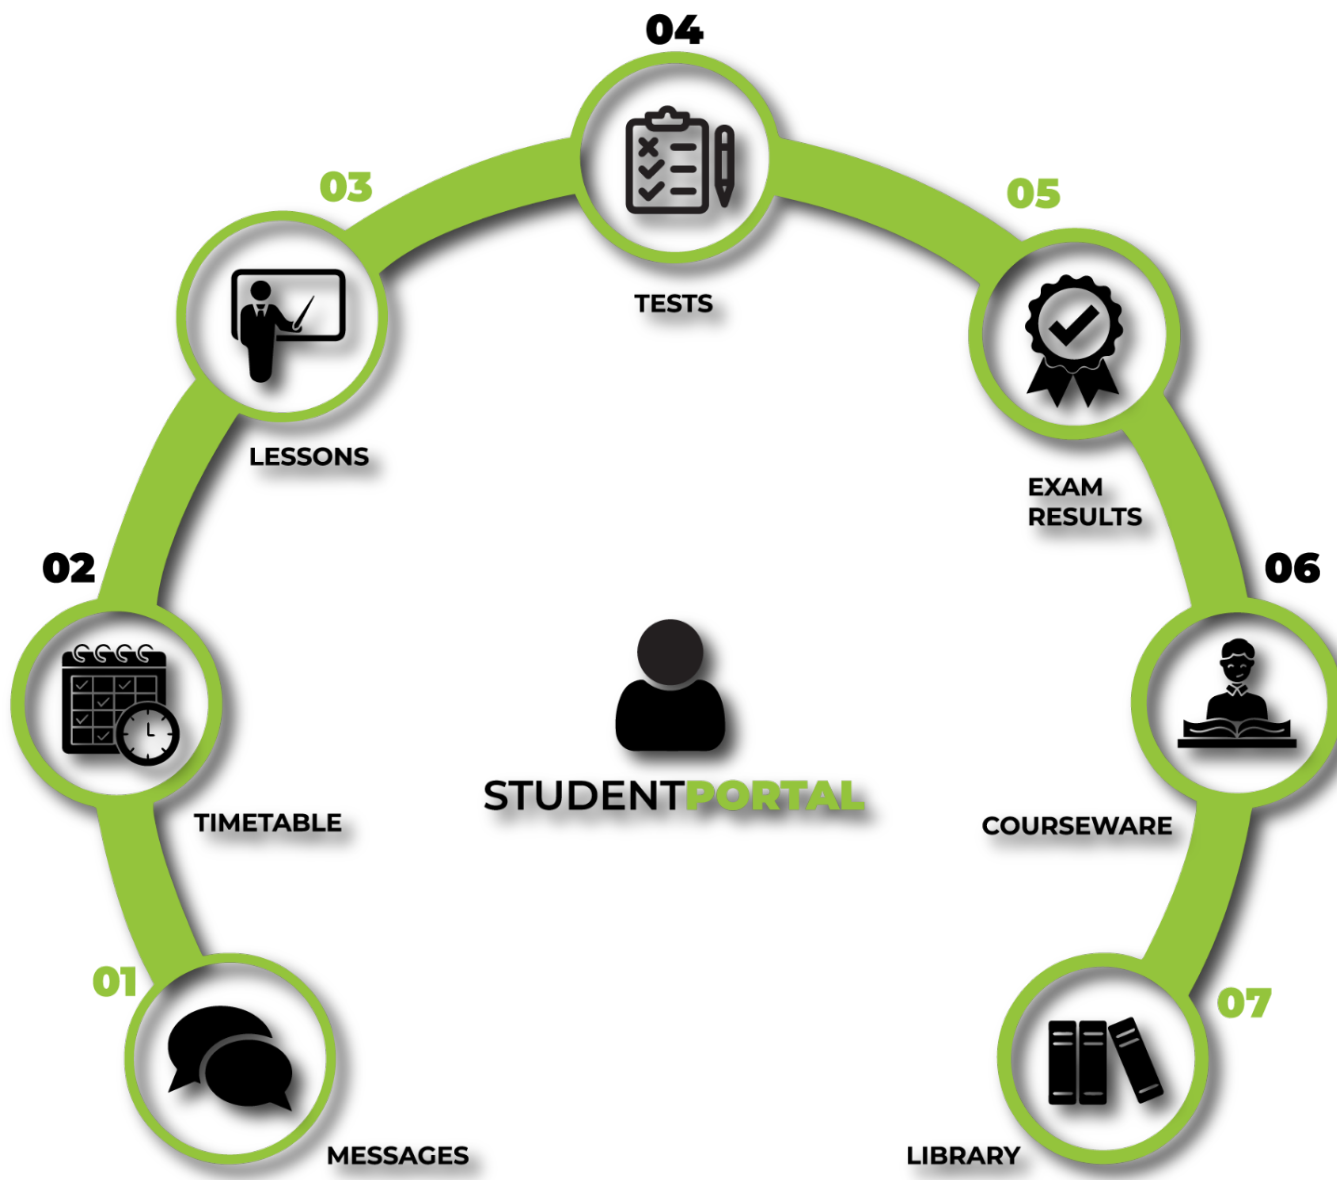 04
TESTS
03
LESSONS
05
EXAM
RESULTS
02
TIMETABLE
06
COURSEWARE
STUDENTPORTAL
01
MESSAGES
07
LIBRARY